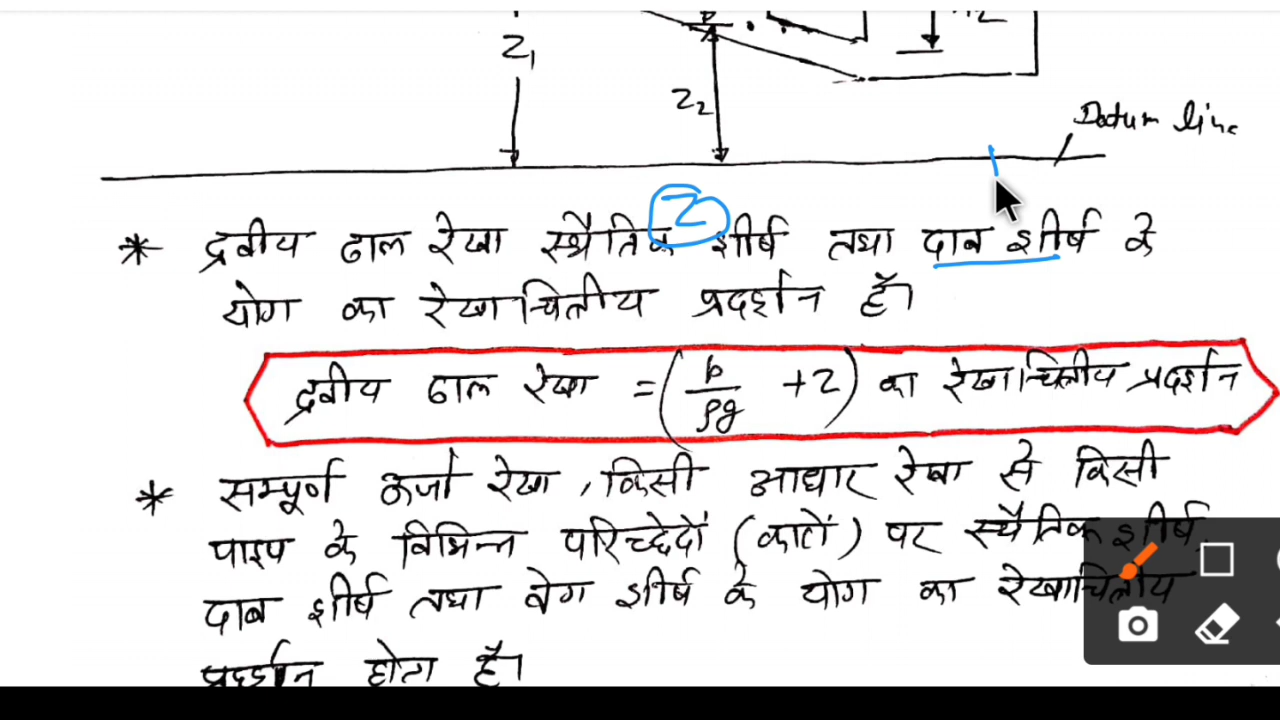 Z₁
Z₂
Datum line
Z
* द्रवीय ढाल रेखा स्थैतिक शीर्ष तथा दाब शीर्ष के
योग का रेखाचित्रीय प्रदर्शन है।
द्रवीय ढाल रेखा = (p/ρg + z) का रेखाचित्रीय प्रदर्शन
* सम्पूर्ण ऊर्जा रेखा, किसी आधार रेखा से किसी
पाइप के विभिन्न परिच्छेदों (काटों) पर स्थैतिक शीर्ष,
दाब शीर्ष तथा वेग शीर्ष के योग का रेखाचित्रीय
प्रदर्शन होता है।